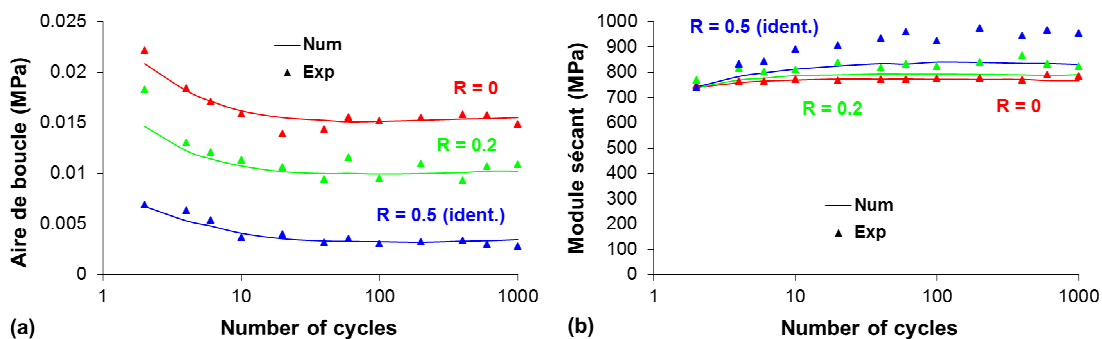 Aire de boucle (MPa)
0.025
0.02
0.015
0.01
0.005
0
Num
Exp
R = 0
R = 0.2
R = 0.5 (ident.)
1
10
100
1000
Number of cycles
(a)
Module sécant (MPa)
1000
900
800
700
600
500
400
300
200
100
0
R = 0.5 (ident.)
R = 0.2
R = 0
Num
Exp
1
10
100
1000
Number of cycles
(b)